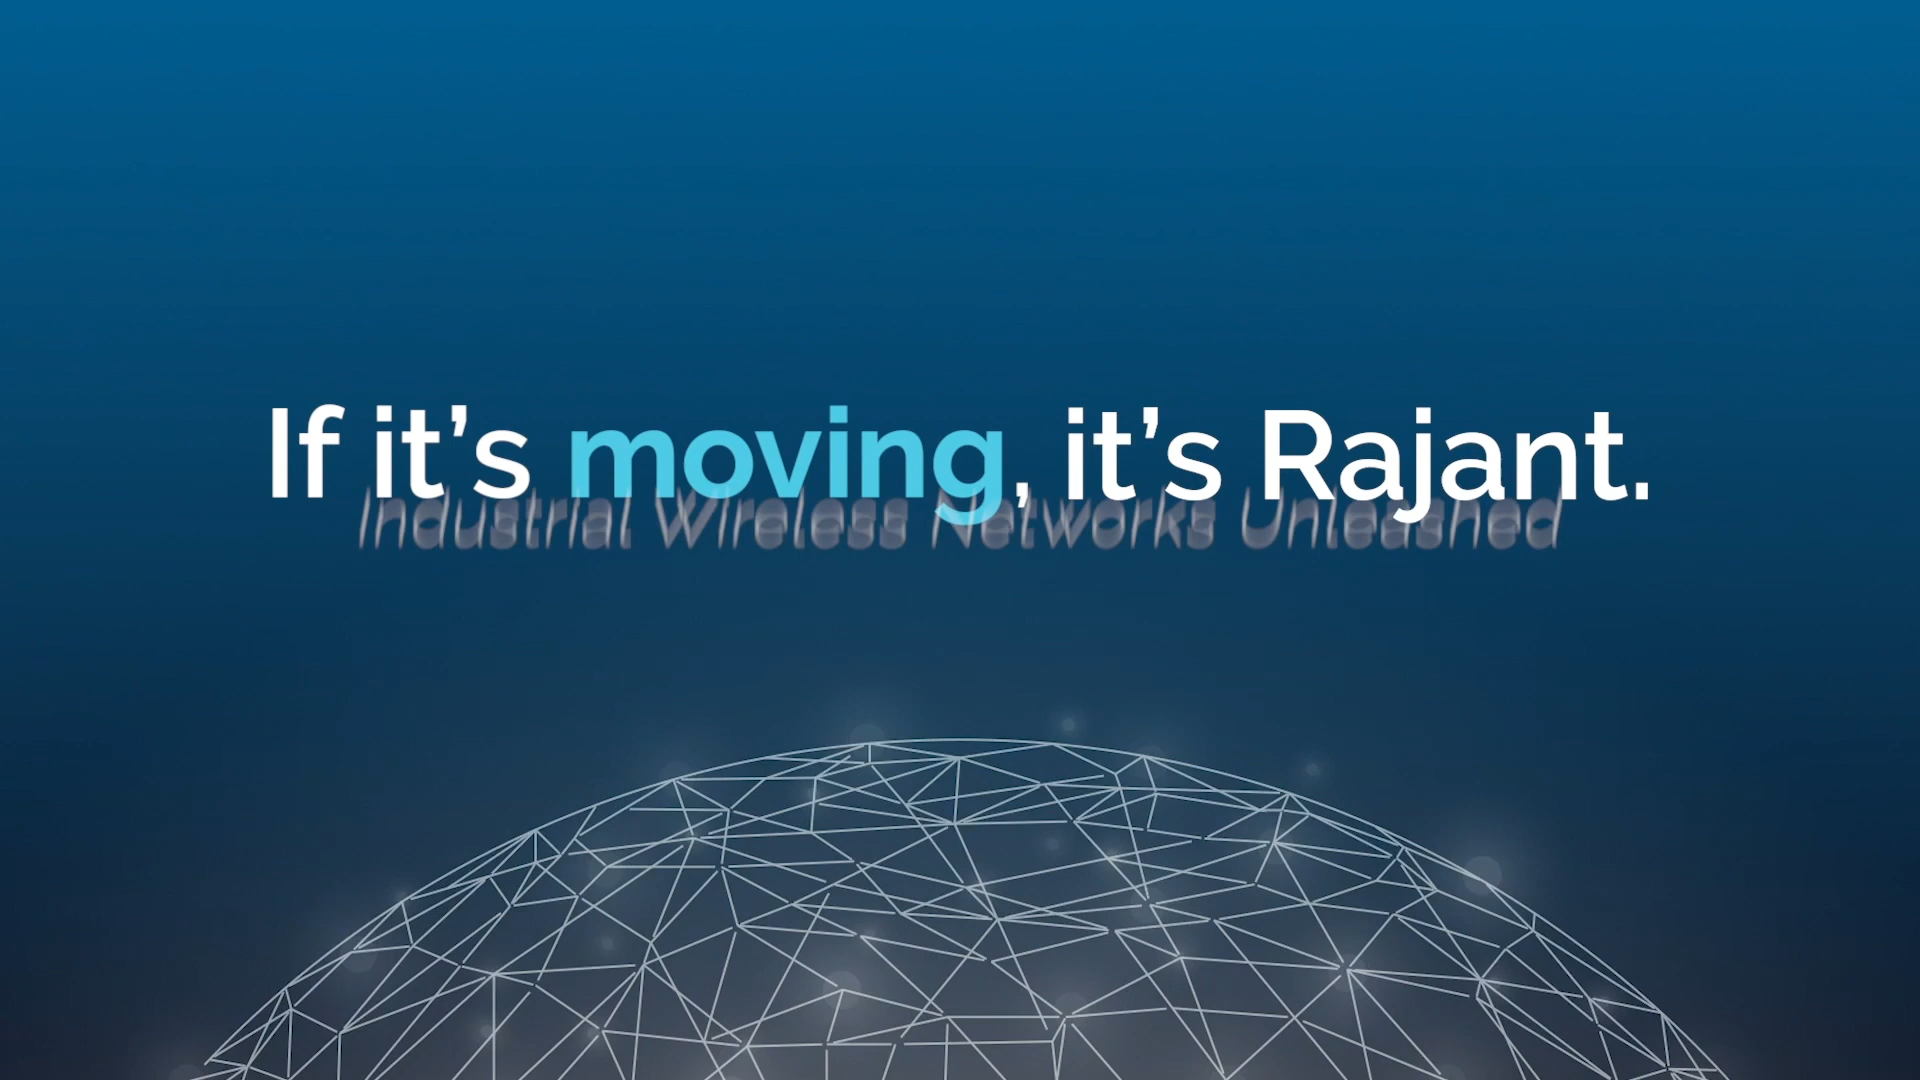 If it’s moving, it’s Rajant.
Industrial Wireless Networks Unleashed